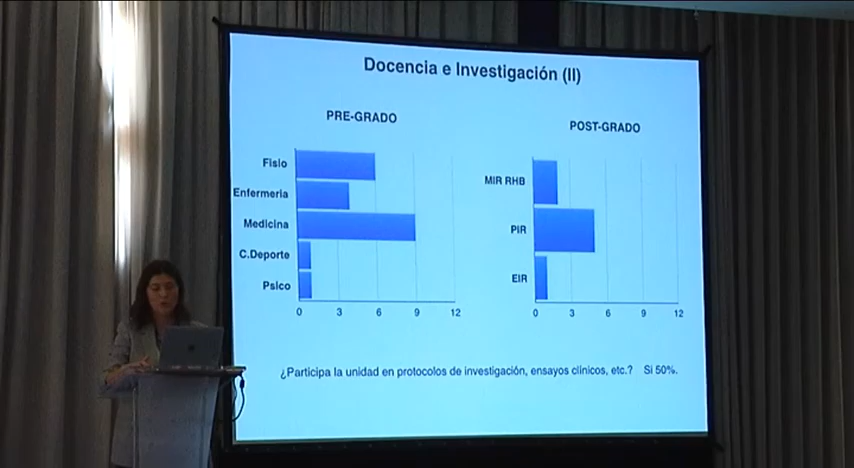 Docencia e Investigación (II)
PRE-GRADO
Fisio
Enfermeria
Medicina
C.Deporte
Psico
0 3 6 9 12
POST-GRADO
MIR RHB
PIR
EIR
0 3 6 9 12
¿Participa la unidad en protocolos de investigación, ensayos clínicos, etc.? Si 50%.